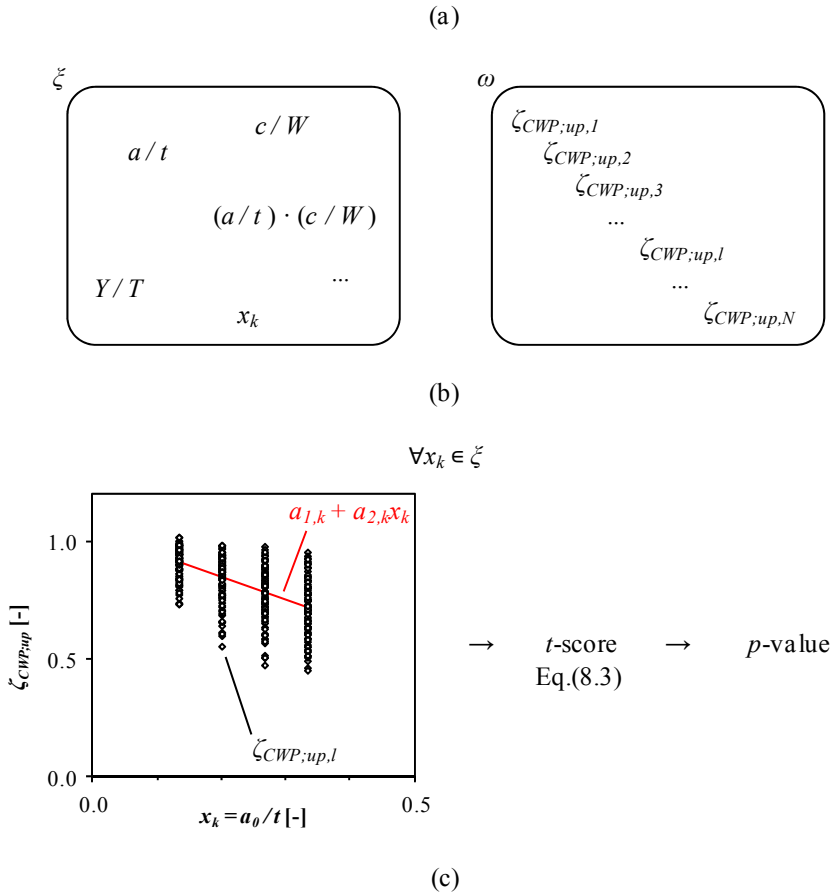 (a)
ξ
c / W
a / t
(a / t) · (c / W)
Y / T
...
x_k
ω
ζ_CWP;up,1
ζ_CWP;up,2
ζ_CWP;up,3
...
ζ_CWP;up,l
...
ζ_CWP;up,N
(b)
∀x_k ∈ ξ
a_1,k + a_2,k x_k
1.0
0.5
0.0
ζ_CWP;up [-]
ζ_CWP;up,l
0.0
0.5
x_k = a_0 / t [-]
→ t-score → p-value
Eq.(8.3)
(c)